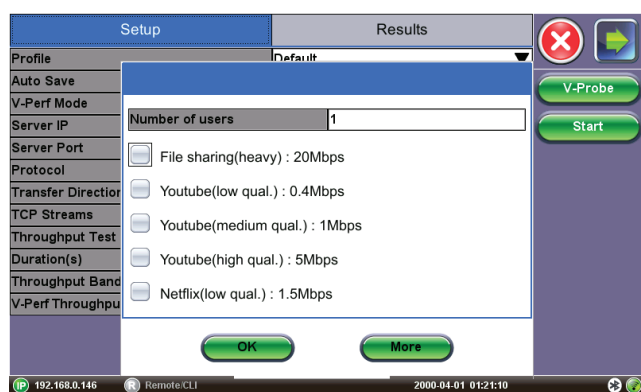 Setup Results
Profile Default
Auto Save
V-Perf Mode
Server IP
Server Port
Protocol
Transfer Direction
TCP Streams
Throughput Test
Duration(s)
Throughput Band
V-Perf Throughpu
Number of users 1
File sharing(heavy) : 20Mbps
Youtube(low qual.) : 0.4Mbps
Youtube(medium qual.) : 1Mbps
Youtube(high qual.) : 5Mbps
Netflix(low qual.) : 1.5Mbps
OK More
V-Probe
Start
IP 192.168.0.146 R Remote/CLI 2000-04-01 01:21:10